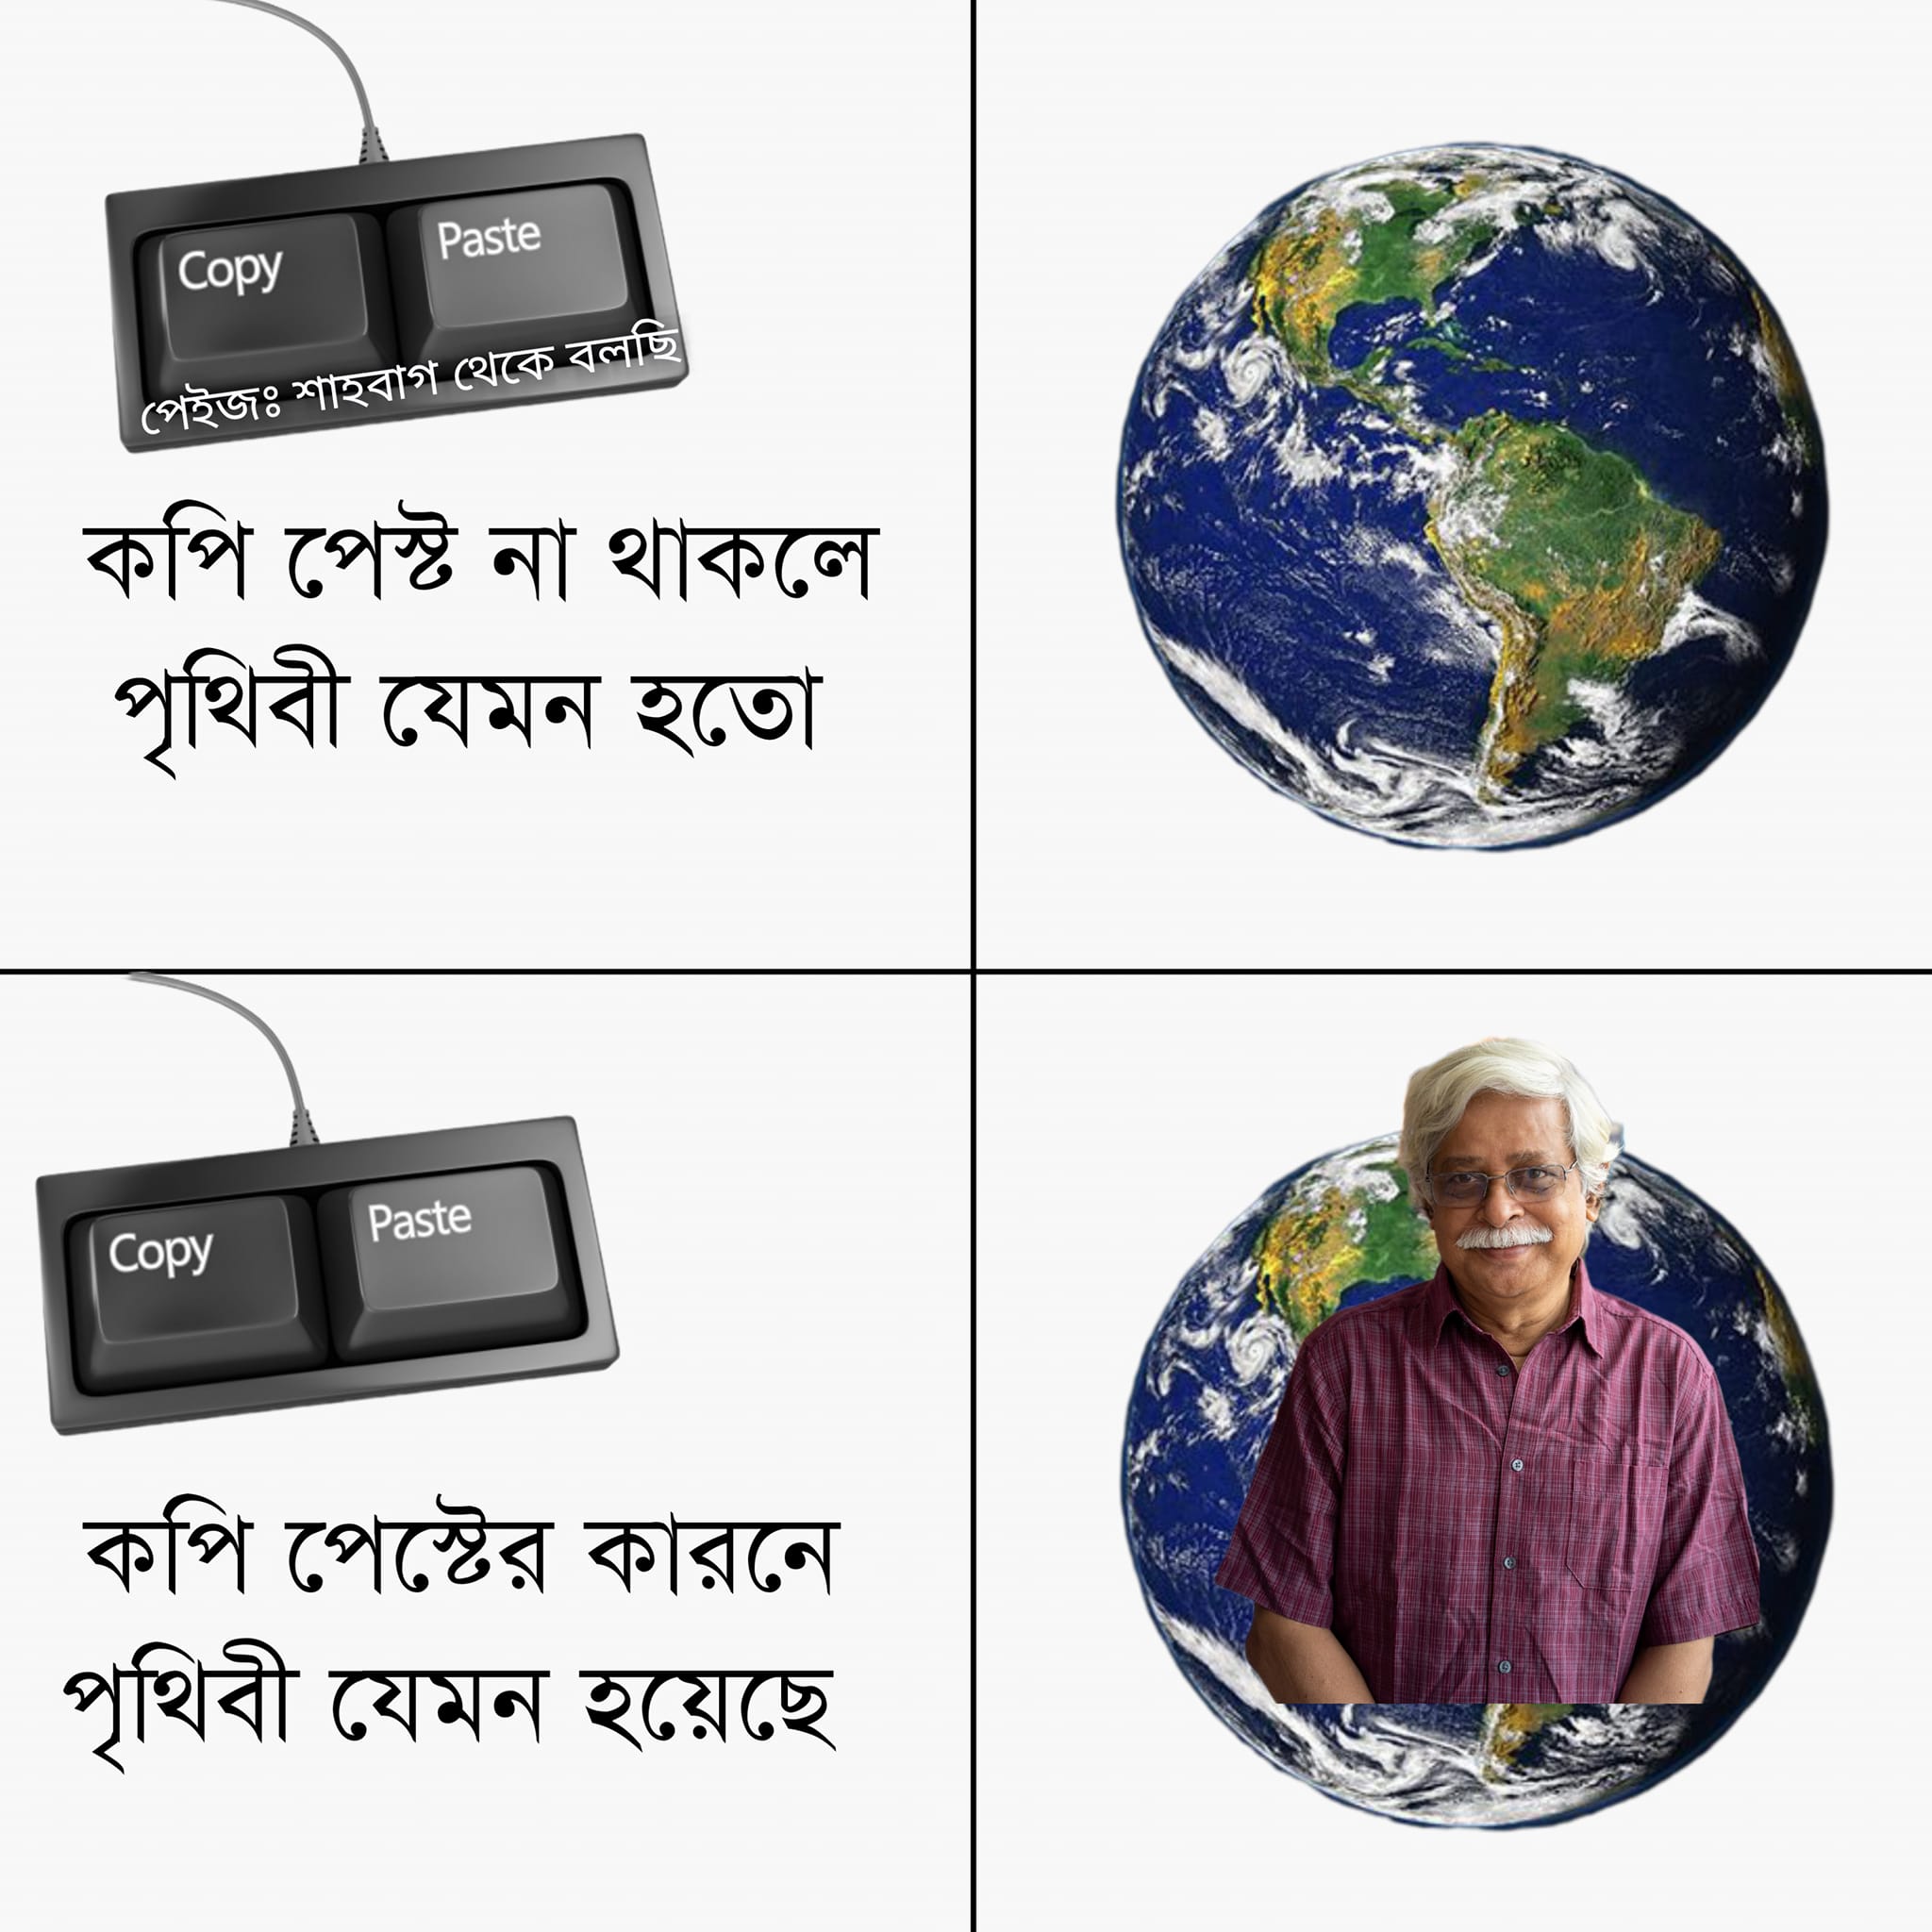 Copy
Paste
পেইজঃ শাহবাগ থেকে বলছি
কপি পেস্ট না থাকলে
পৃথিবী যেমন হতো
Copy
Paste
কপি পেস্টের কারনে
পৃথিবী যেমন হয়েছে